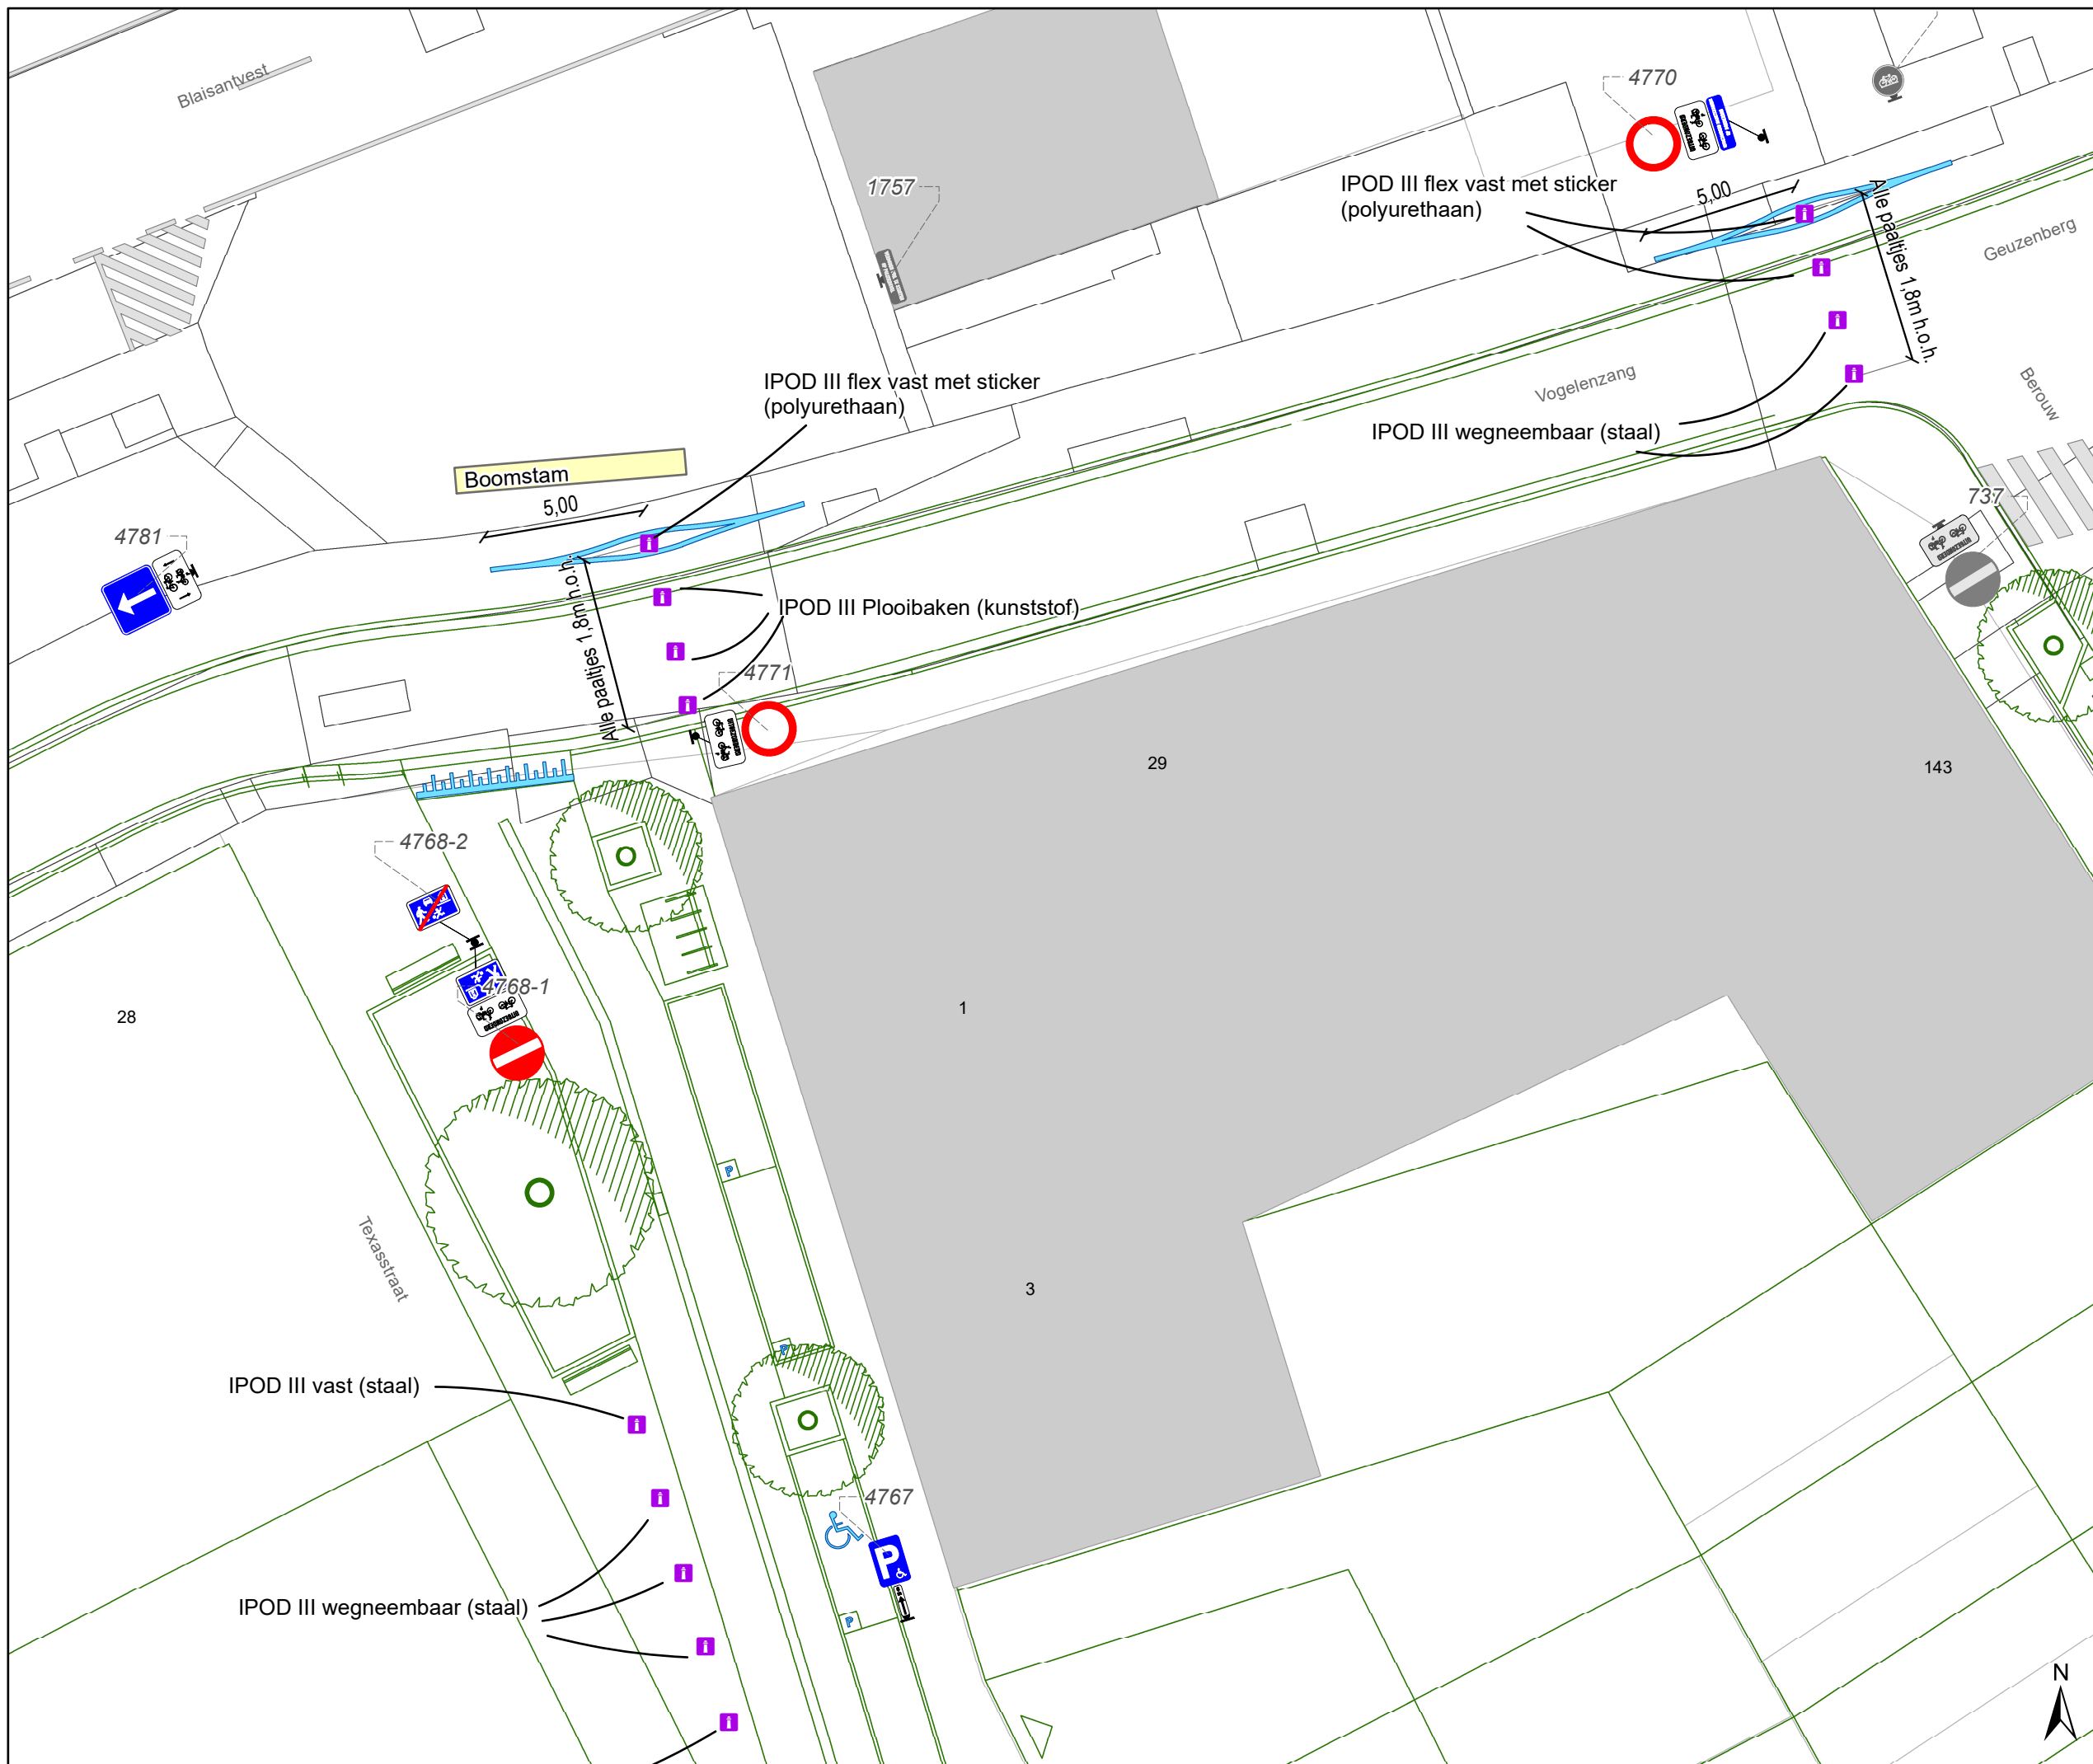 Blaisantvest
4770
1757
IPOD III flex vast met sticker
(polyurethaan)
5,00
Alle paaltjes 1,8m h.o.h.
Geuzenberg
Vogelenzang
Berouw
IPOD III flex vast met sticker
(polyurethaan)
IPOD III wegneembaar (staal)
Boomstam
5,00
737
UITGEZONDERD
4781
Alle paaltjes 1,8m h.o.h.
IPOD III Plooibaken (kunststof)
4771
UITGEZONDERD
29
143
4768-2
4768-1
UITGEZONDERD
28
1
P
Texasstraat
3
P
IPOD III vast (staal)
4767
P
IPOD III wegneembaar (staal)
P
N